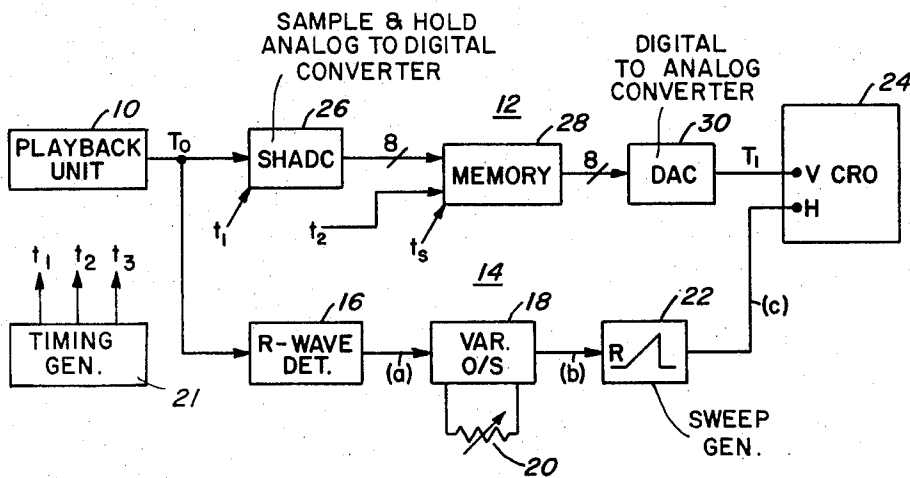 SAMPLE & HOLD
ANALOG TO DIGITAL
CONVERTER
DIGITAL
TO ANALOG
CONVERTER
24
10
26
12
28
30
PLAYBACK
UNIT
T0
SHADC
8
MEMORY
8
DAC
T1
V CRO
H
t1
t2
ts
t1 t2 t3
14
16
18
22
(c)
TIMING
GEN.
R-WAVE
DET.
(a)
VAR.
O/S
(b)
R
21
20
SWEEP
GEN.